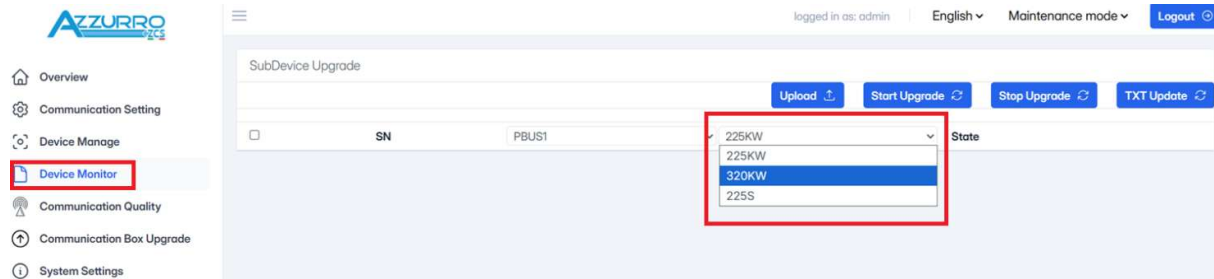 AZZURRO
ZCS
logged in as: admin English Maintenance mode Logout
Overview
Communication Setting
Device Manage
Device Monitor
Communication Quality
Communication Box Upgrade
System Settings
SubDevice Upgrade
Upload Start Upgrade Stop Upgrade TXT Update
SN PBUS1 225KW State
225KW
320KW
225S